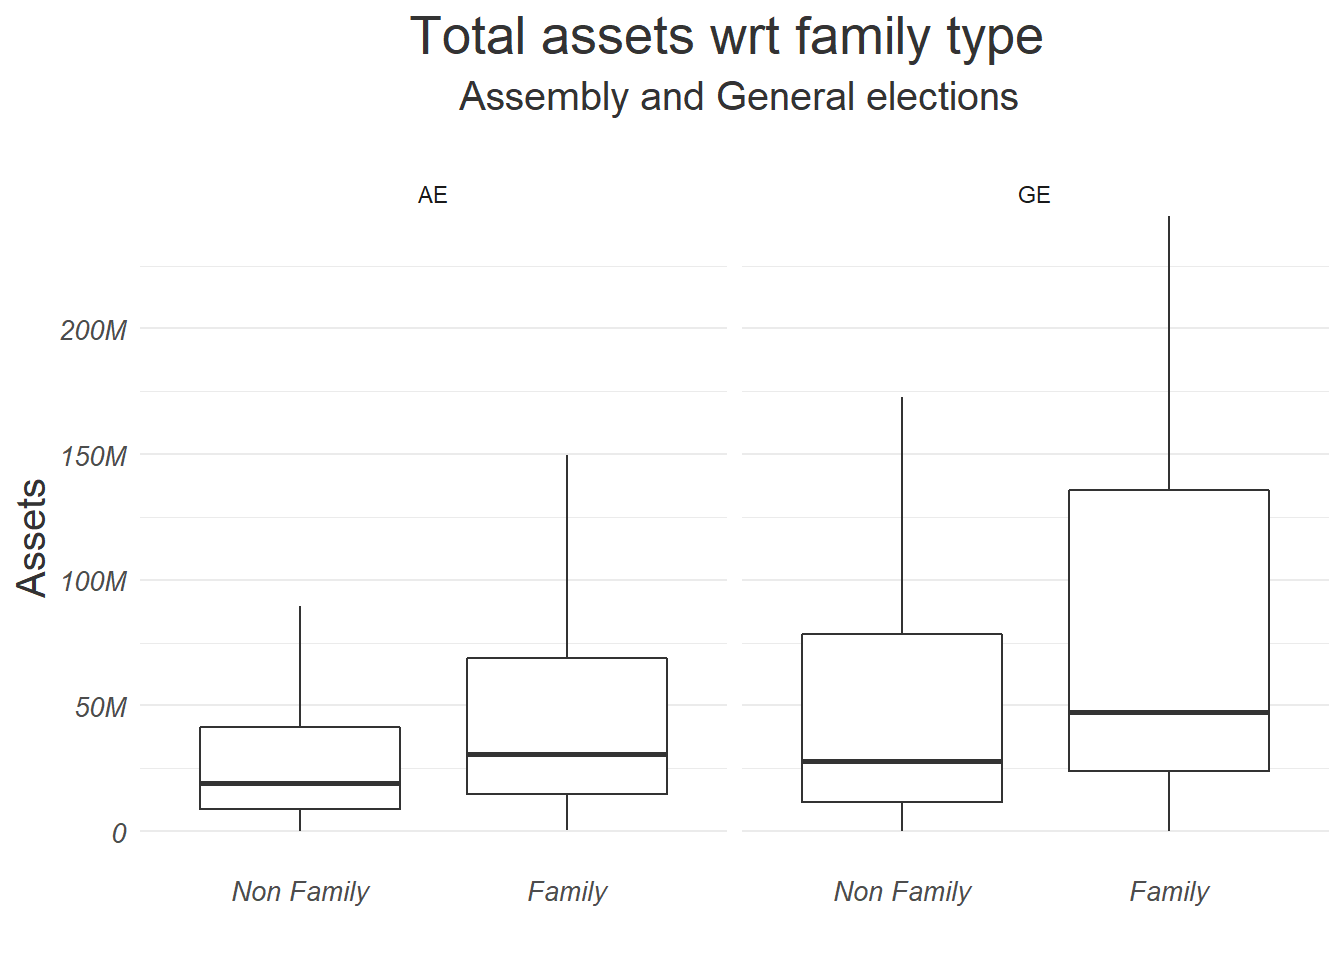 Total assets wrt family type
Assembly and General elections
AE
GE
200M
150M
100M
50M
0
Assets
Non Family
Family
Non Family
Family